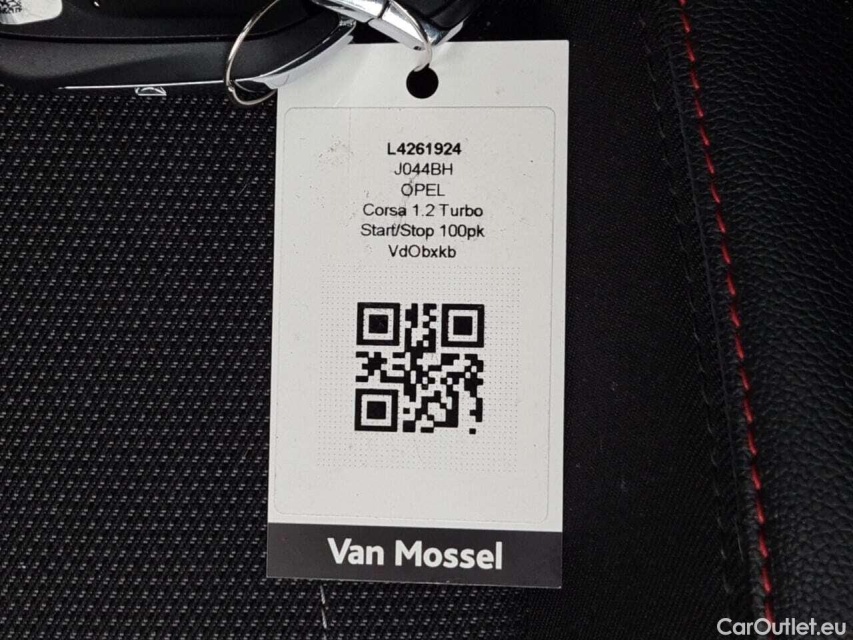 L4261924
J044BH
OPEL
Corsa 1.2 Turbo
Start/Stop 100pk
VdObxkb
Van Mossel
CarOutlet.eu